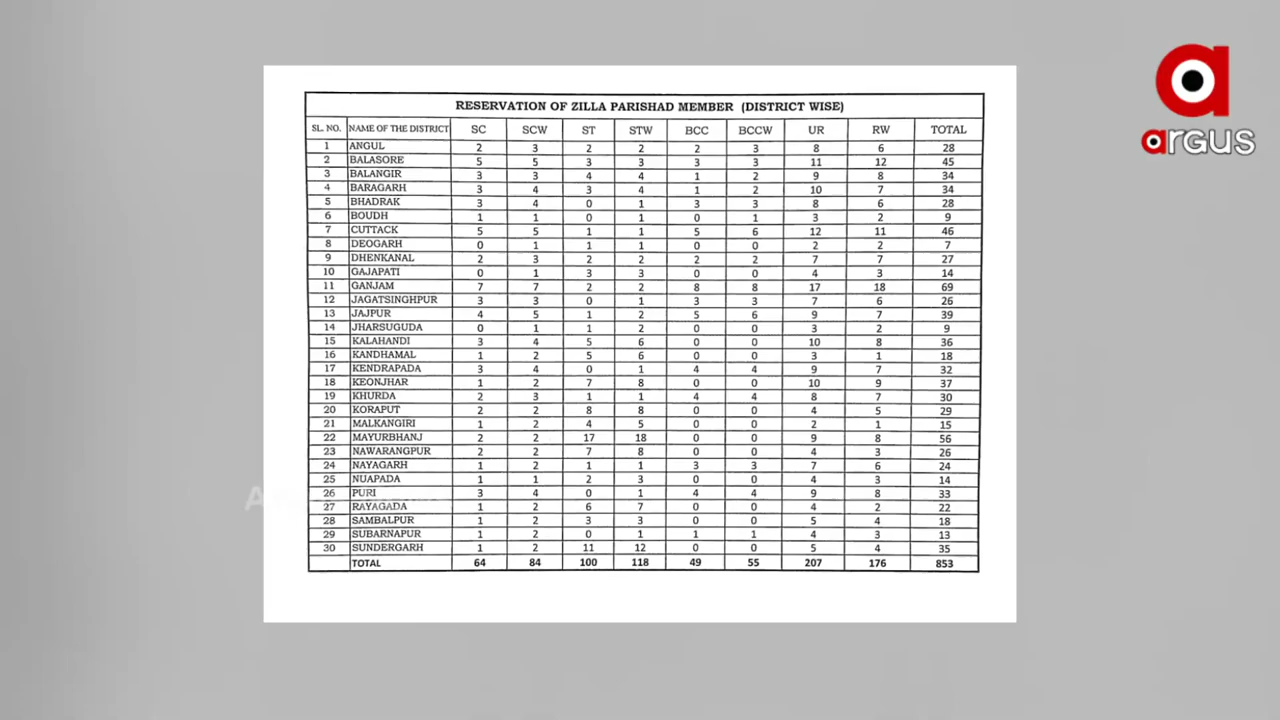 argus
RESERVATION OF ZILLA PARISHAD MEMBER (DISTRICT WISE)
SL. NO. NAME OF THE DISTRICT SC SCW ST STW BCC BCCW UR RW TOTAL
1 ANGUL 2 3 2 2 2 3 8 6 28
2 BALASORE 5 5 3 3 3 3 11 12 45
3 BALANGIR 3 3 4 4 1 2 9 8 34
4 BARAGARH 3 4 3 4 1 2 10 7 34
5 BHADRAK 3 4 0 1 3 3 8 6 28
6 BOUDH 1 1 0 1 0 1 3 2 9
7 CUTTACK 5 5 1 1 5 6 12 11 46
8 DEOGARH 0 1 1 1 0 0 2 2 7
9 DHENKANAL 2 3 2 2 2 2 7 7 27
10 GAJAPATI 0 1 3 3 0 0 4 3 14
11 GANJAM 7 7 2 2 8 8 17 18 69
12 JAGATSINGHPUR 3 3 0 1 3 3 7 6 26
13 JAJPUR 4 5 1 2 5 6 9 7 39
14 JHARSUGUDA 0 1 1 2 0 0 3 2 9
15 KALAHANDI 3 4 5 6 0 0 10 8 36
16 KANDHAMAL 1 2 5 6 0 0 3 1 18
17 KENDRAPADA 3 4 0 1 4 4 9 7 32
18 KEONJHAR 1 2 7 8 0 0 10 9 37
19 KHURDA 2 3 1 1 4 4 8 7 30
20 KORAPUT 2 2 8 8 0 0 4 5 29
21 MALKANGIRI 1 2 4 5 0 0 2 1 15
22 MAYURBHANJ 2 2 17 18 0 0 9 8 56
23 NAWARANGPUR 2 2 7 8 0 0 4 3 26
24 NAYAGARH 1 2 1 1 3 3 7 6 24
25 NUAPADA 1 1 2 3 0 0 4 3 14
26 PURI 3 4 0 1 4 4 9 8 33
27 RAYAGADA 1 2 6 7 0 0 4 2 22
28 SAMBALPUR 1 2 3 3 0 0 5 4 18
29 SUBARNAPUR 1 2 0 1 1 1 4 3 13
30 SUNDERGARH 1 2 11 12 0 0 5 4 35
TOTAL 64 84 100 118 49 55 207 176 853